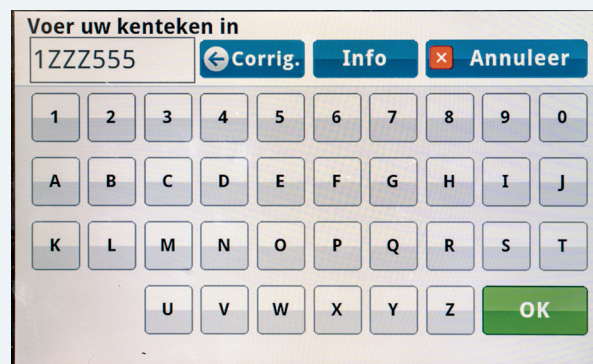 Voer uw kenteken in
1ZZZ555 Corrig. Info Annuleer
1 2 3 4 5 6 7 8 9 0
A B C D E F G H I J
K L M N O P Q R S T
U V W X Y Z OK